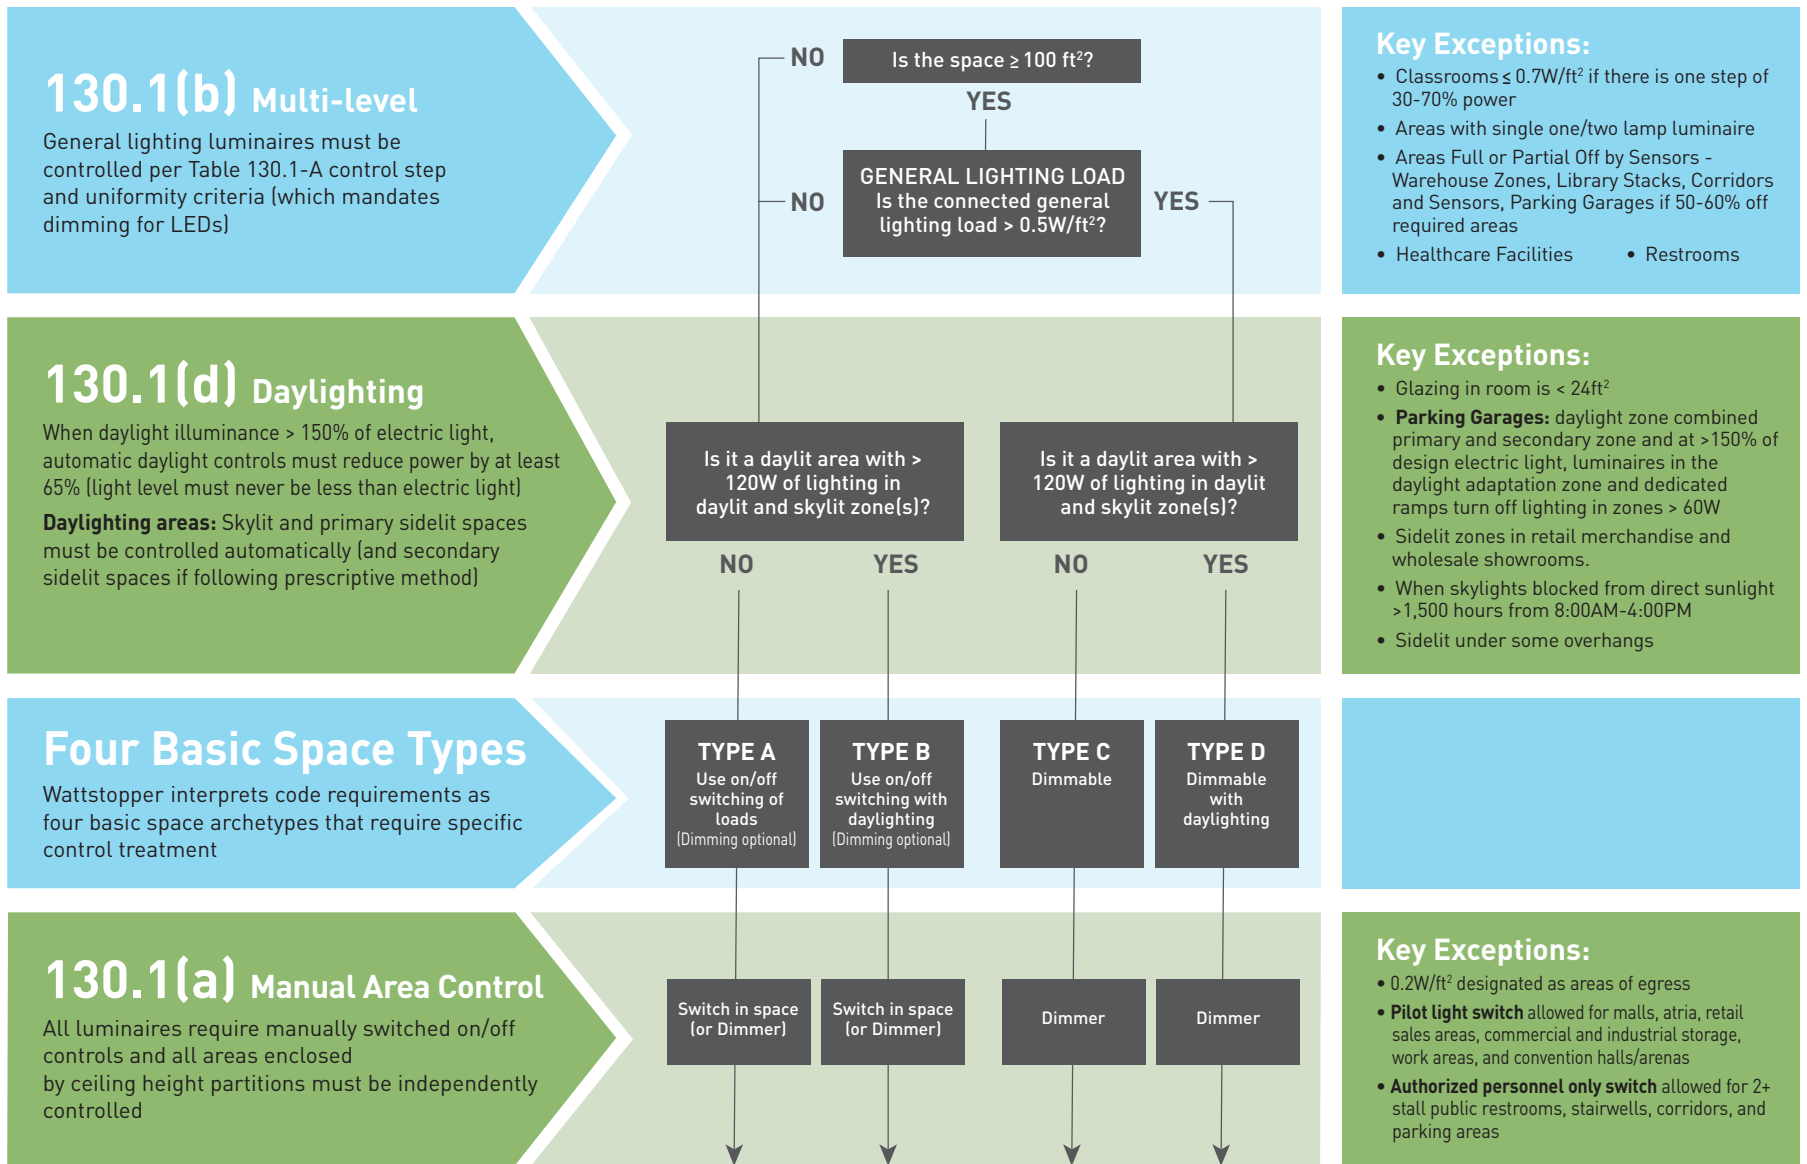 130.1(b) Multi-level
General lighting luminaires must be
controlled per Table 130.1-A control step
and uniformity criteria (which mandates
dimming for LEDs)
NO
Is the space ≥ 100 ft²?
YES
NO
GENERAL LIGHTING LOAD
Is the connected general
lighting load > 0.5W/ft²?
YES
Key Exceptions:
• Classrooms ≤ 0.7W/ft² if there is one step of
30-70% power
• Areas with single one/two lamp luminaire
• Areas Full or Partial Off by Sensors -
Warehouse Zones, Library Stacks, Corridors
and Sensors, Parking Garages if 50-60% off
required areas
• Healthcare Facilities • Restrooms
130.1(d) Daylighting
When daylight illuminance > 150% of electric light,
automatic daylight controls must reduce power by at least
65% (light level must never be less than electric light)
Daylighting areas: Skylit and primary sidelit spaces
must be controlled automatically (and secondary
sidelit spaces if following prescriptive method)
Is it a daylit area with >
120W of lighting in
daylit and skylit zone(s)?
NO YES
Is it a daylit area with >
120W of lighting in daylit
and skylit zone(s)?
NO YES
Key Exceptions:
• Glazing in room is < 24ft²
• Parking Garages: daylight zone combined
primary and secondary zone and at >150% of
design electric light, luminaires in the
daylight adaptation zone and dedicated
ramps turn off lighting in zones > 60W
• Sidelit zones in retail merchandise and
wholesale showrooms.
• When skylights blocked from direct sunlight
>1,500 hours from 8:00AM-4:00PM
• Sidelit under some overhangs
Four Basic Space Types
Wattstopper interprets code requirements as
four basic space archetypes that require specific
control treatment
TYPE A
Use on/off
switching of
loads
(Dimming optional)
TYPE B
Use on/off
switching with
daylighting
(Dimming optional)
TYPE C
Dimmable
TYPE D
Dimmable
with
daylighting
130.1(a) Manual Area Control
All luminaires require manually switched on/off
controls and all areas enclosed
by ceiling height partitions must be independently
controlled
Switch in space
(or Dimmer)
Switch in space
(or Dimmer)
Dimmer
Dimmer
Key Exceptions:
• 0.2W/ft² designated as areas of egress
• Pilot light switch allowed for malls, atria, retail
sales areas, commercial and industrial storage,
work areas, and convention halls/arenas
• Authorized personnel only switch allowed for 2+
stall public restrooms, stairwells, corridors, and
parking areas